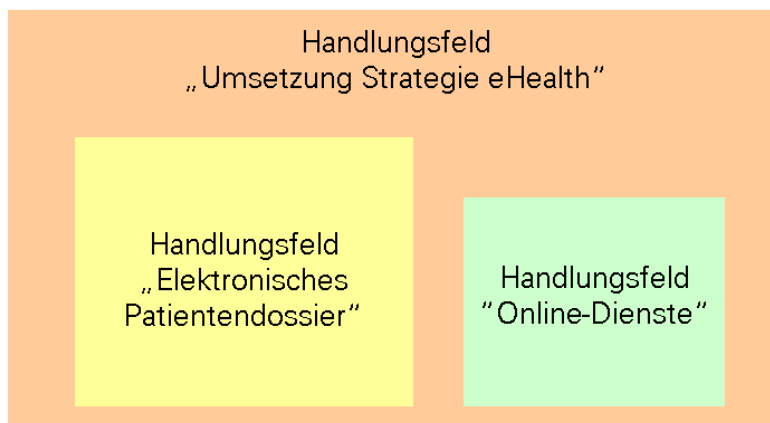 Handlungsfeld
„Umsetzung Strategie eHealth”
Handlungsfeld
„Elektronisches
Patientendossier”
Handlungsfeld
”Online-Dienste”